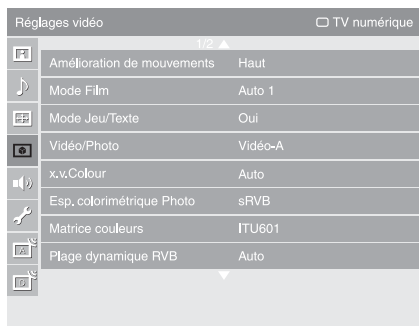 Réglages vidéo TV numérique
1/2
Amélioration de mouvements Haut
Mode Film Auto 1
Mode Jeu/Texte Oui
Vidéo/Photo Vidéo-A
x.v.Colour Auto
Esp. colorimétrique Photo sRVB
Matrice couleurs ITU601
Plage dynamique RVB Auto
A
D